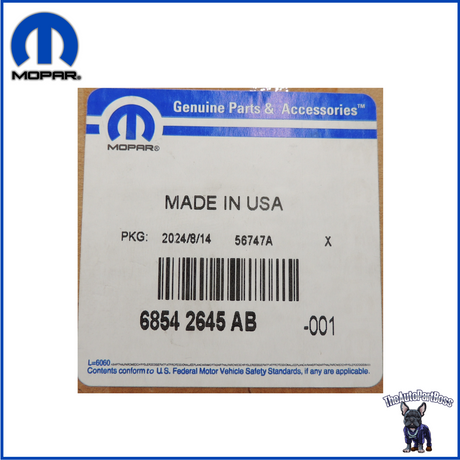 MOPAR®
Genuine Parts & Accessories™
MOPAR®
MADE IN USA
PKG: 2024/8/14 56747A X
6854 2645 AB -001
L=6060
Contents conform to U.S. Federal Motor Vehicle Safety Standards, if any are applicable.
TheAutoPartBoss